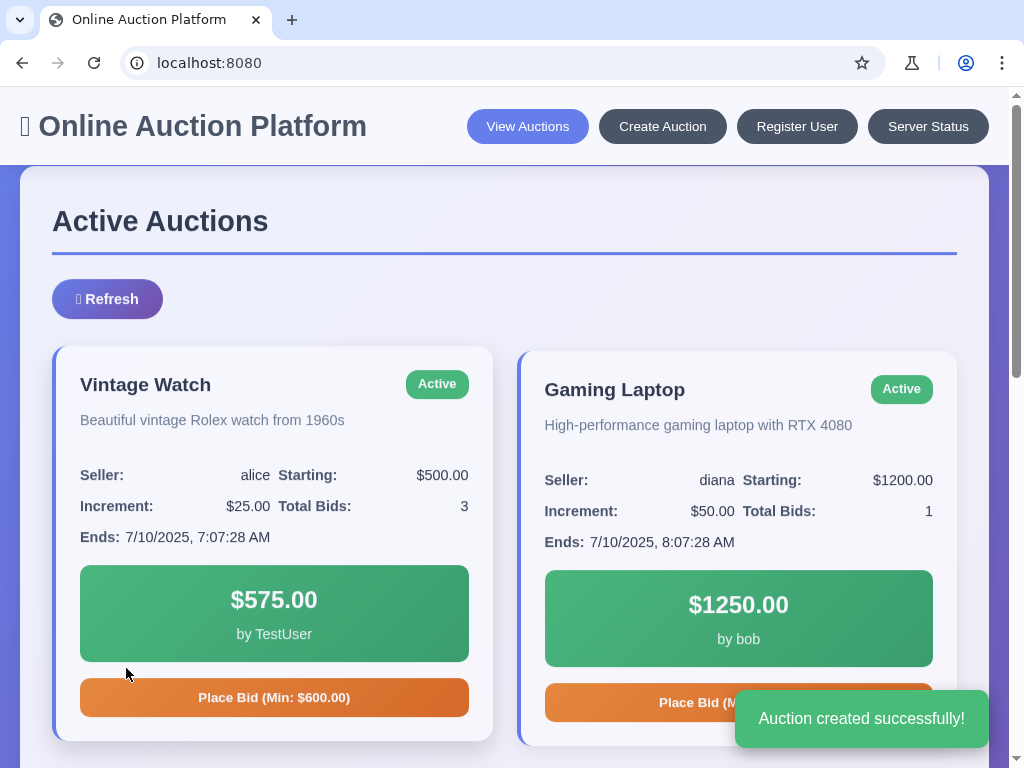 Online Auction Platform
localhost:8080
Online Auction Platform
View Auctions
Create Auction
Register User
Server Status
Active Auctions
Refresh
Vintage Watch
Active
Beautiful vintage Rolex watch from 1960s
Seller: alice Starting: $500.00
Increment: $25.00 Total Bids: 3
Ends: 7/10/2025, 7:07:28 AM
$575.00
by TestUser
Place Bid (Min: $600.00)
Gaming Laptop
Active
High-performance gaming laptop with RTX 4080
Seller: diana Starting: $1200.00
Increment: $50.00 Total Bids: 1
Ends: 7/10/2025, 8:07:28 AM
$1250.00
by bob
Place Bid (M
Auction created successfully!